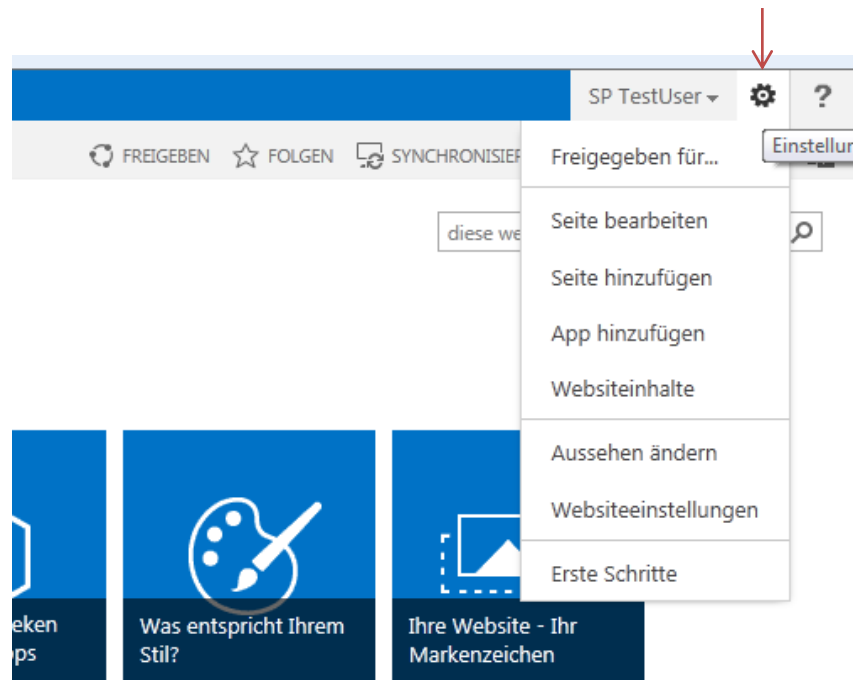 SP TestUser
?
FREIGEBEN
FOLGEN
SYNCHRONISIER
Einstellun
Freigegeben für...
diese we
Seite bearbeiten
Seite hinzufügen
App hinzufügen
Websiteinhalte
Aussehen ändern
Websiteeinstellungen
Erste Schritte
eken
ps
Was entspricht Ihrem
Stil?
Ihre Website - Ihr
Markenzeichen